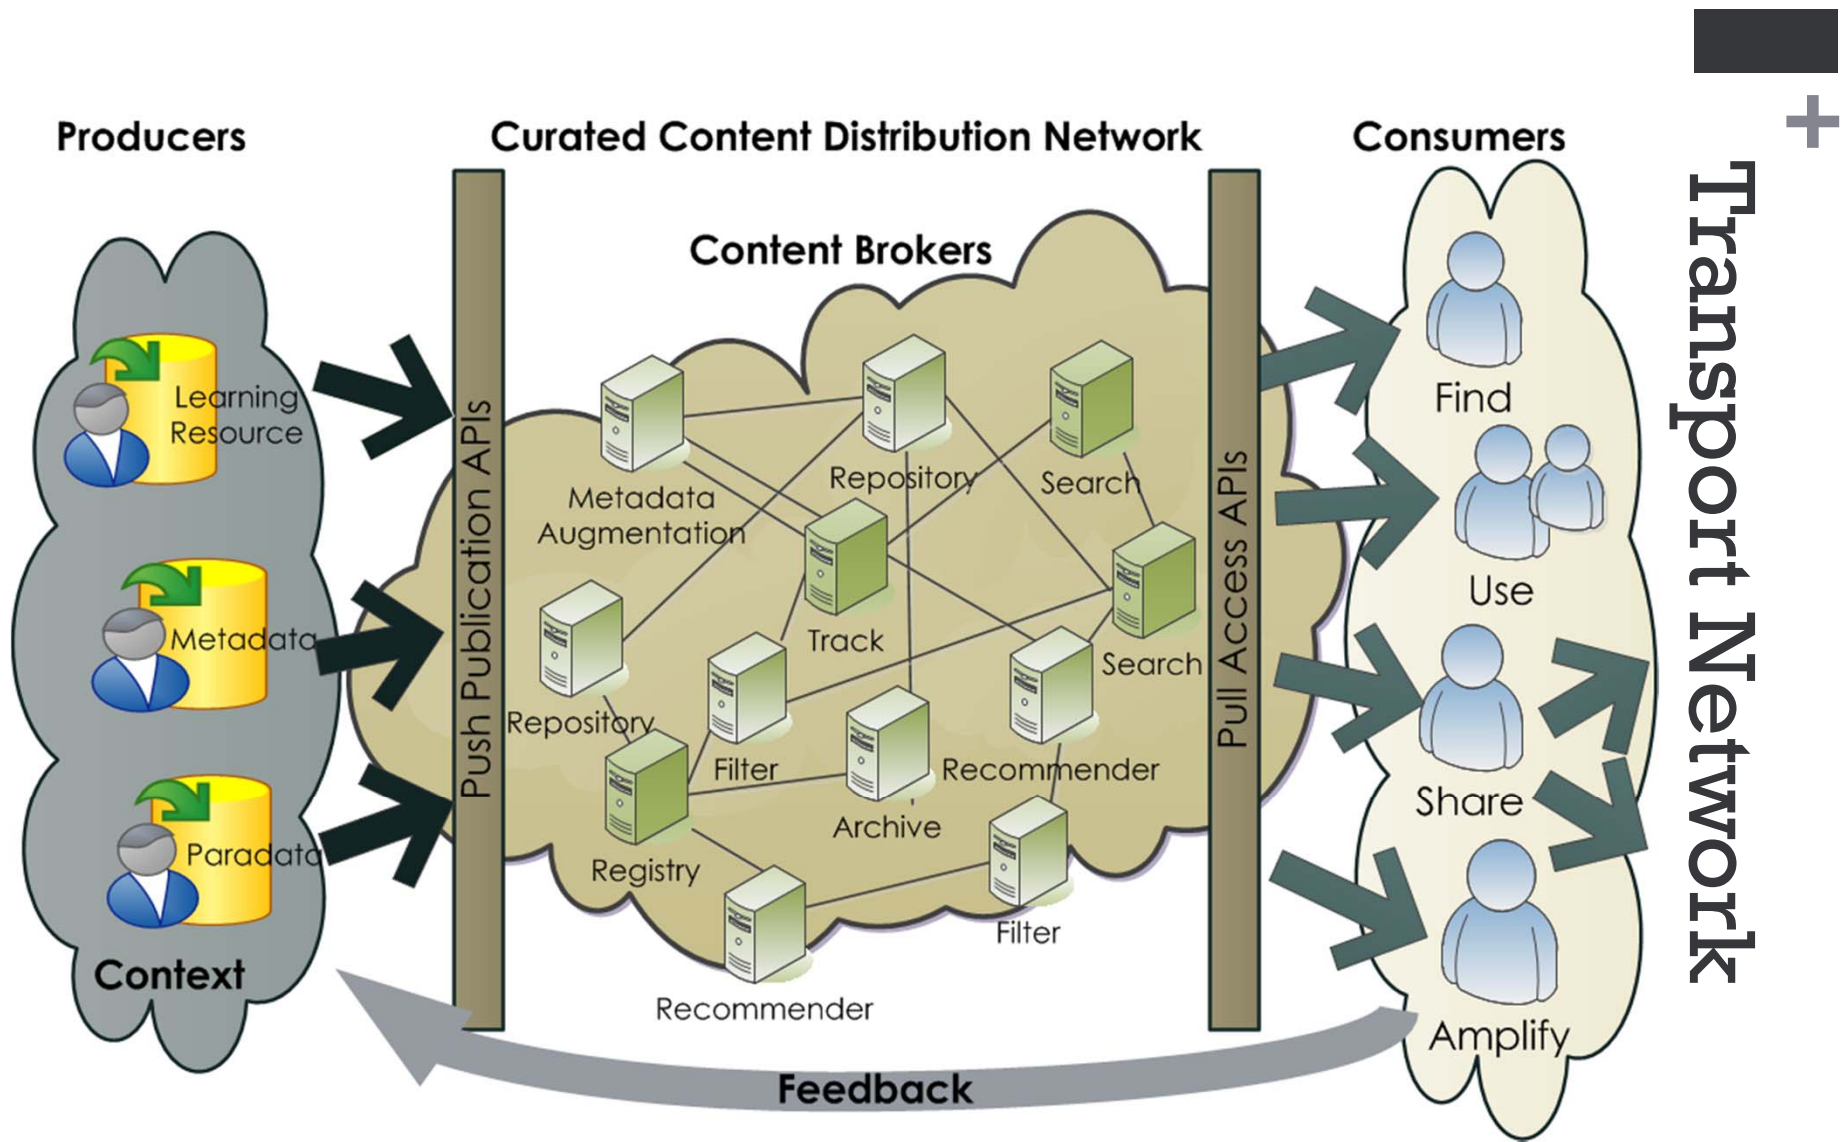 +
Transport Network
Producers
Curated Content Distribution Network
Consumers
Content Brokers
Learning
Resource
Metadata
Paradata
Context
Push Publication APIs
Metadata
Augmentation
Repository
Search
Track
Repository
Search
Filter
Recommender
Archive
Registry
Filter
Recommender
Pull Access APIs
Find
Use
Share
Amplify
Feedback